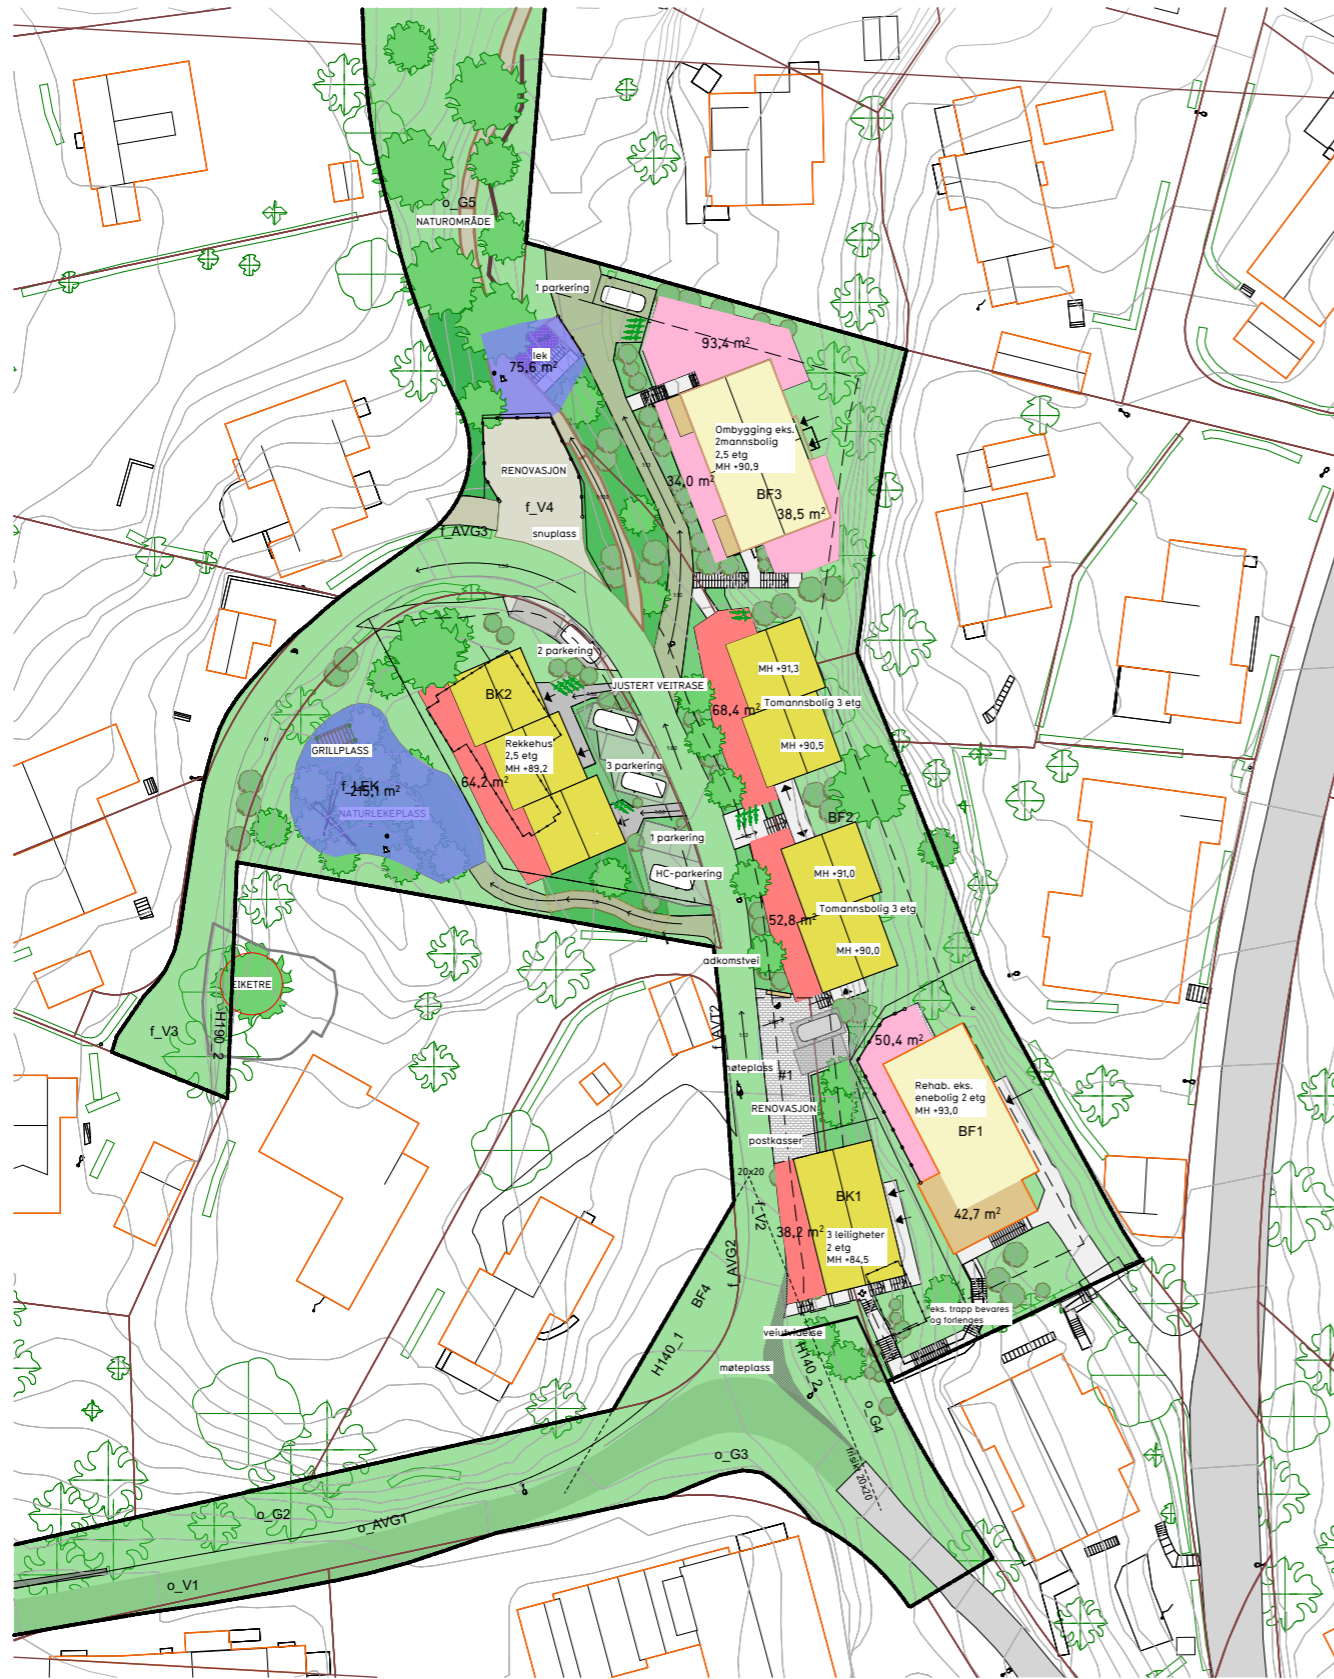 o_G5
NATUROMRÅDE
1 parkering
93,4 m²
lek
75,6 m²
Ombygging eks.
2mannsbolig
2,5 etg
MH +90,9
RENOVASJON
34,0 m²
BF3
f_V4
38,5 m²
f_AVG3
snuplass
2 parkering
MH +91,3
JUSTERT VEITRASE
BK2
Tomannsbolig 3 etg
68,4 m²
Rekkehus
2,5 etg
MH +89,2
MH +90,5
GRILLPLASS
3 parkering
64,2 m²
f_LEK
215,1 m²
NATURLEKEPLASS
BF2
1 parkering
HC-parkering
MH +91,0
Tomannsbolig 3 etg
52,8 m²
MH +90,0
adkomstvei
EIKETRE
f_V3
H190_2
f_AVT2
50,4 m²
møteplass
#1
Rehab. eks.
enebolig 2 etg
MH +93,0
RENOVASJON
BF1
postkasser
20x20
BK1
f_V2
42,7 m²
38,2 m²
3 leiligheter
2 etg
MH +84,5
f_AVG2
BF4
eks. trapp bevares
og forlenges
veiutvidelse
H140_1
H140_2
møteplass
o_G4
o_G3
frisikt 20x20
o_G2
o_AVG1
o_V1